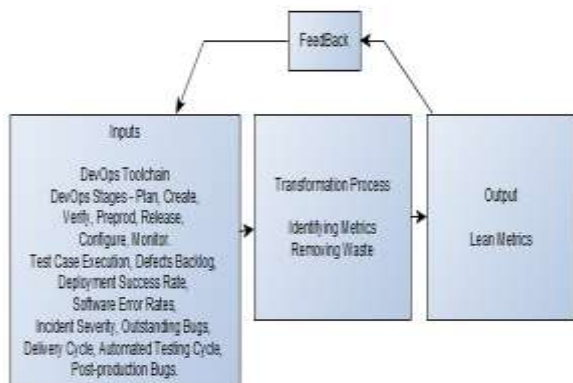 FeedBack
Inputs
DevOps Toolchain
DevOps Stages - Plan, Create,
Verify, Preprod, Release,
Configure, Monitor.
Test Case Execution, Defects Backlog,
Deployment Success Rate,
Software Error Rates,
Incident Severity, Outstanding Bugs,
Delivery Cycle, Automated Testing Cycle,
Post-production Bugs.
Transformation Process
Identifying Metrics
Removing Waste
Output
Lean Metrics